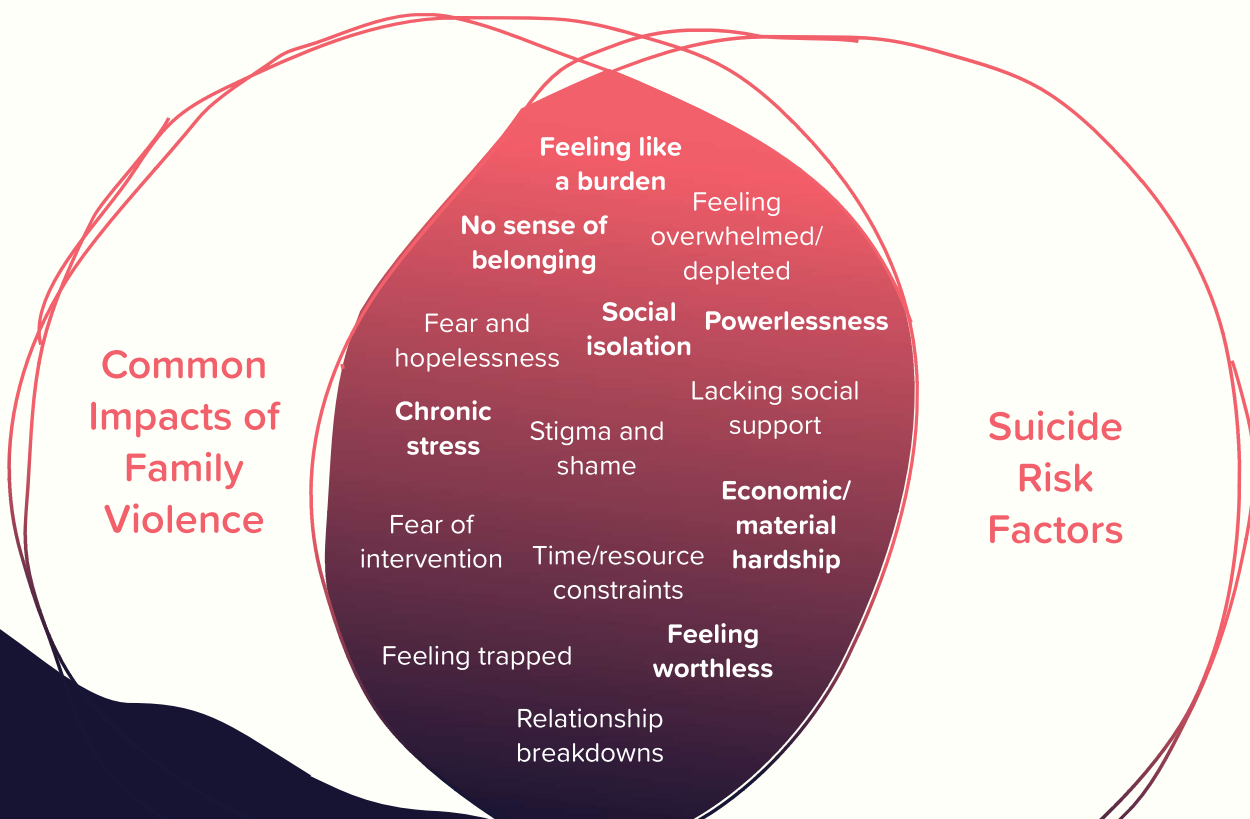 Common
Impacts of
Family
Violence
Feeling like
a burden
No sense of
belonging
Feeling
overwhelmed/
depleted
Fear and
hopelessness
Social
isolation
Powerlessness
Chronic
stress
Stigma and
shame
Lacking social
support
Economic/
material
hardship
Fear of
intervention
Time/resource
constraints
Feeling trapped
Feeling
worthless
Relationship
breakdowns
Suicide
Risk
Factors